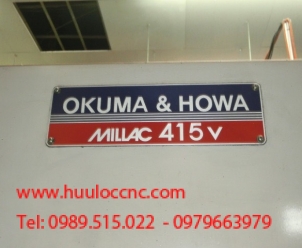 OKUMA & HOWA
MILLAC 415V
www.huuloccnc.com
Tel: 0989.515.022 - 0979663979